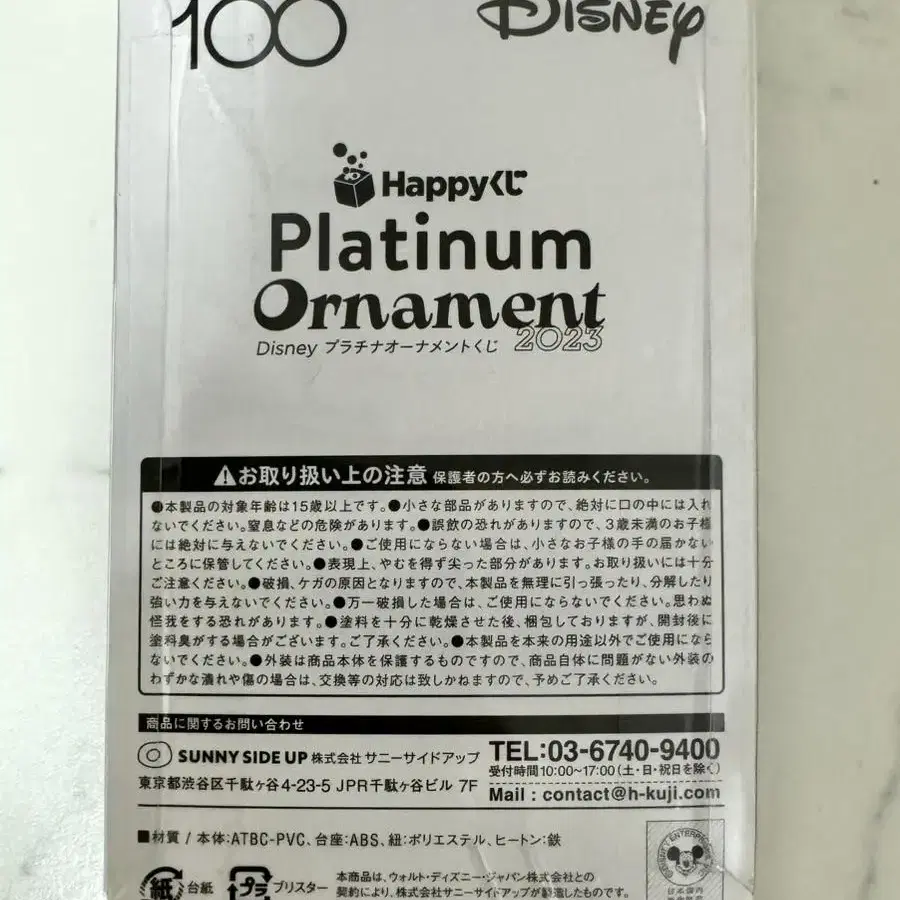 100 DISNEY
Happyくじ
Platinum
Ornament
2023
Disney プラチナオーナメントくじ
お取り扱い上の注意 保護者の方へ必ずお読みください。
●本製品の対象年齢は15歳以上です。●小さな部品がありますので、絶対に口の中には入れ
ないでください。窒息などの危険があります。●誤飲の恐れがありますので、3歳未満のお子様
には絶対に与えないでください。●ご使用にならない場合は、小さなお子様の手の届かない
ところに保管してください。●表現上、やむを得ず尖った部分があります。お取り扱いには十分
ご注意ください。●破損、ケガの原因となりますので、本製品を無理に引っ張ったり、分解したり
強い力を与えないでください。●万一破損した場合は、ご使用にならないでください。思わぬ
怪我をする恐れがあります。●塗料を十分に乾燥させた後、梱包しておりますが、開封後に
塗料臭がする場合がございます。ご了承ください。●本製品を本来の用途以外でご使用になら
ないでください。●外装は商品本体を保護するものですので、商品自体に問題がない外装の
わずかな潰れや傷の場合は、交換等の対応は致しかねますので、予めご了承ください。
商品に関するお問い合わせ
SUNNY SIDE UP 株式会社 サニーサイドアップ
東京都渋谷区千駄ヶ谷4-23-5 JPR千駄ヶ谷ビル 7F
TEL:03-6740-9400
受付時間10:00~17:00(土・日・祝日を除く)
Mail : contact@h-kuji.com
■材質 / 本体:ATBC-PVC、台座:ABS、紐:ポリエステル、ヒートン:鉄
紙 台紙 プラ ブリスター
本商品は、ウォルト・ディズニー・ジャパン株式会社との
契約により、株式会社サニーサイドアップが製造したものです。
日本国内